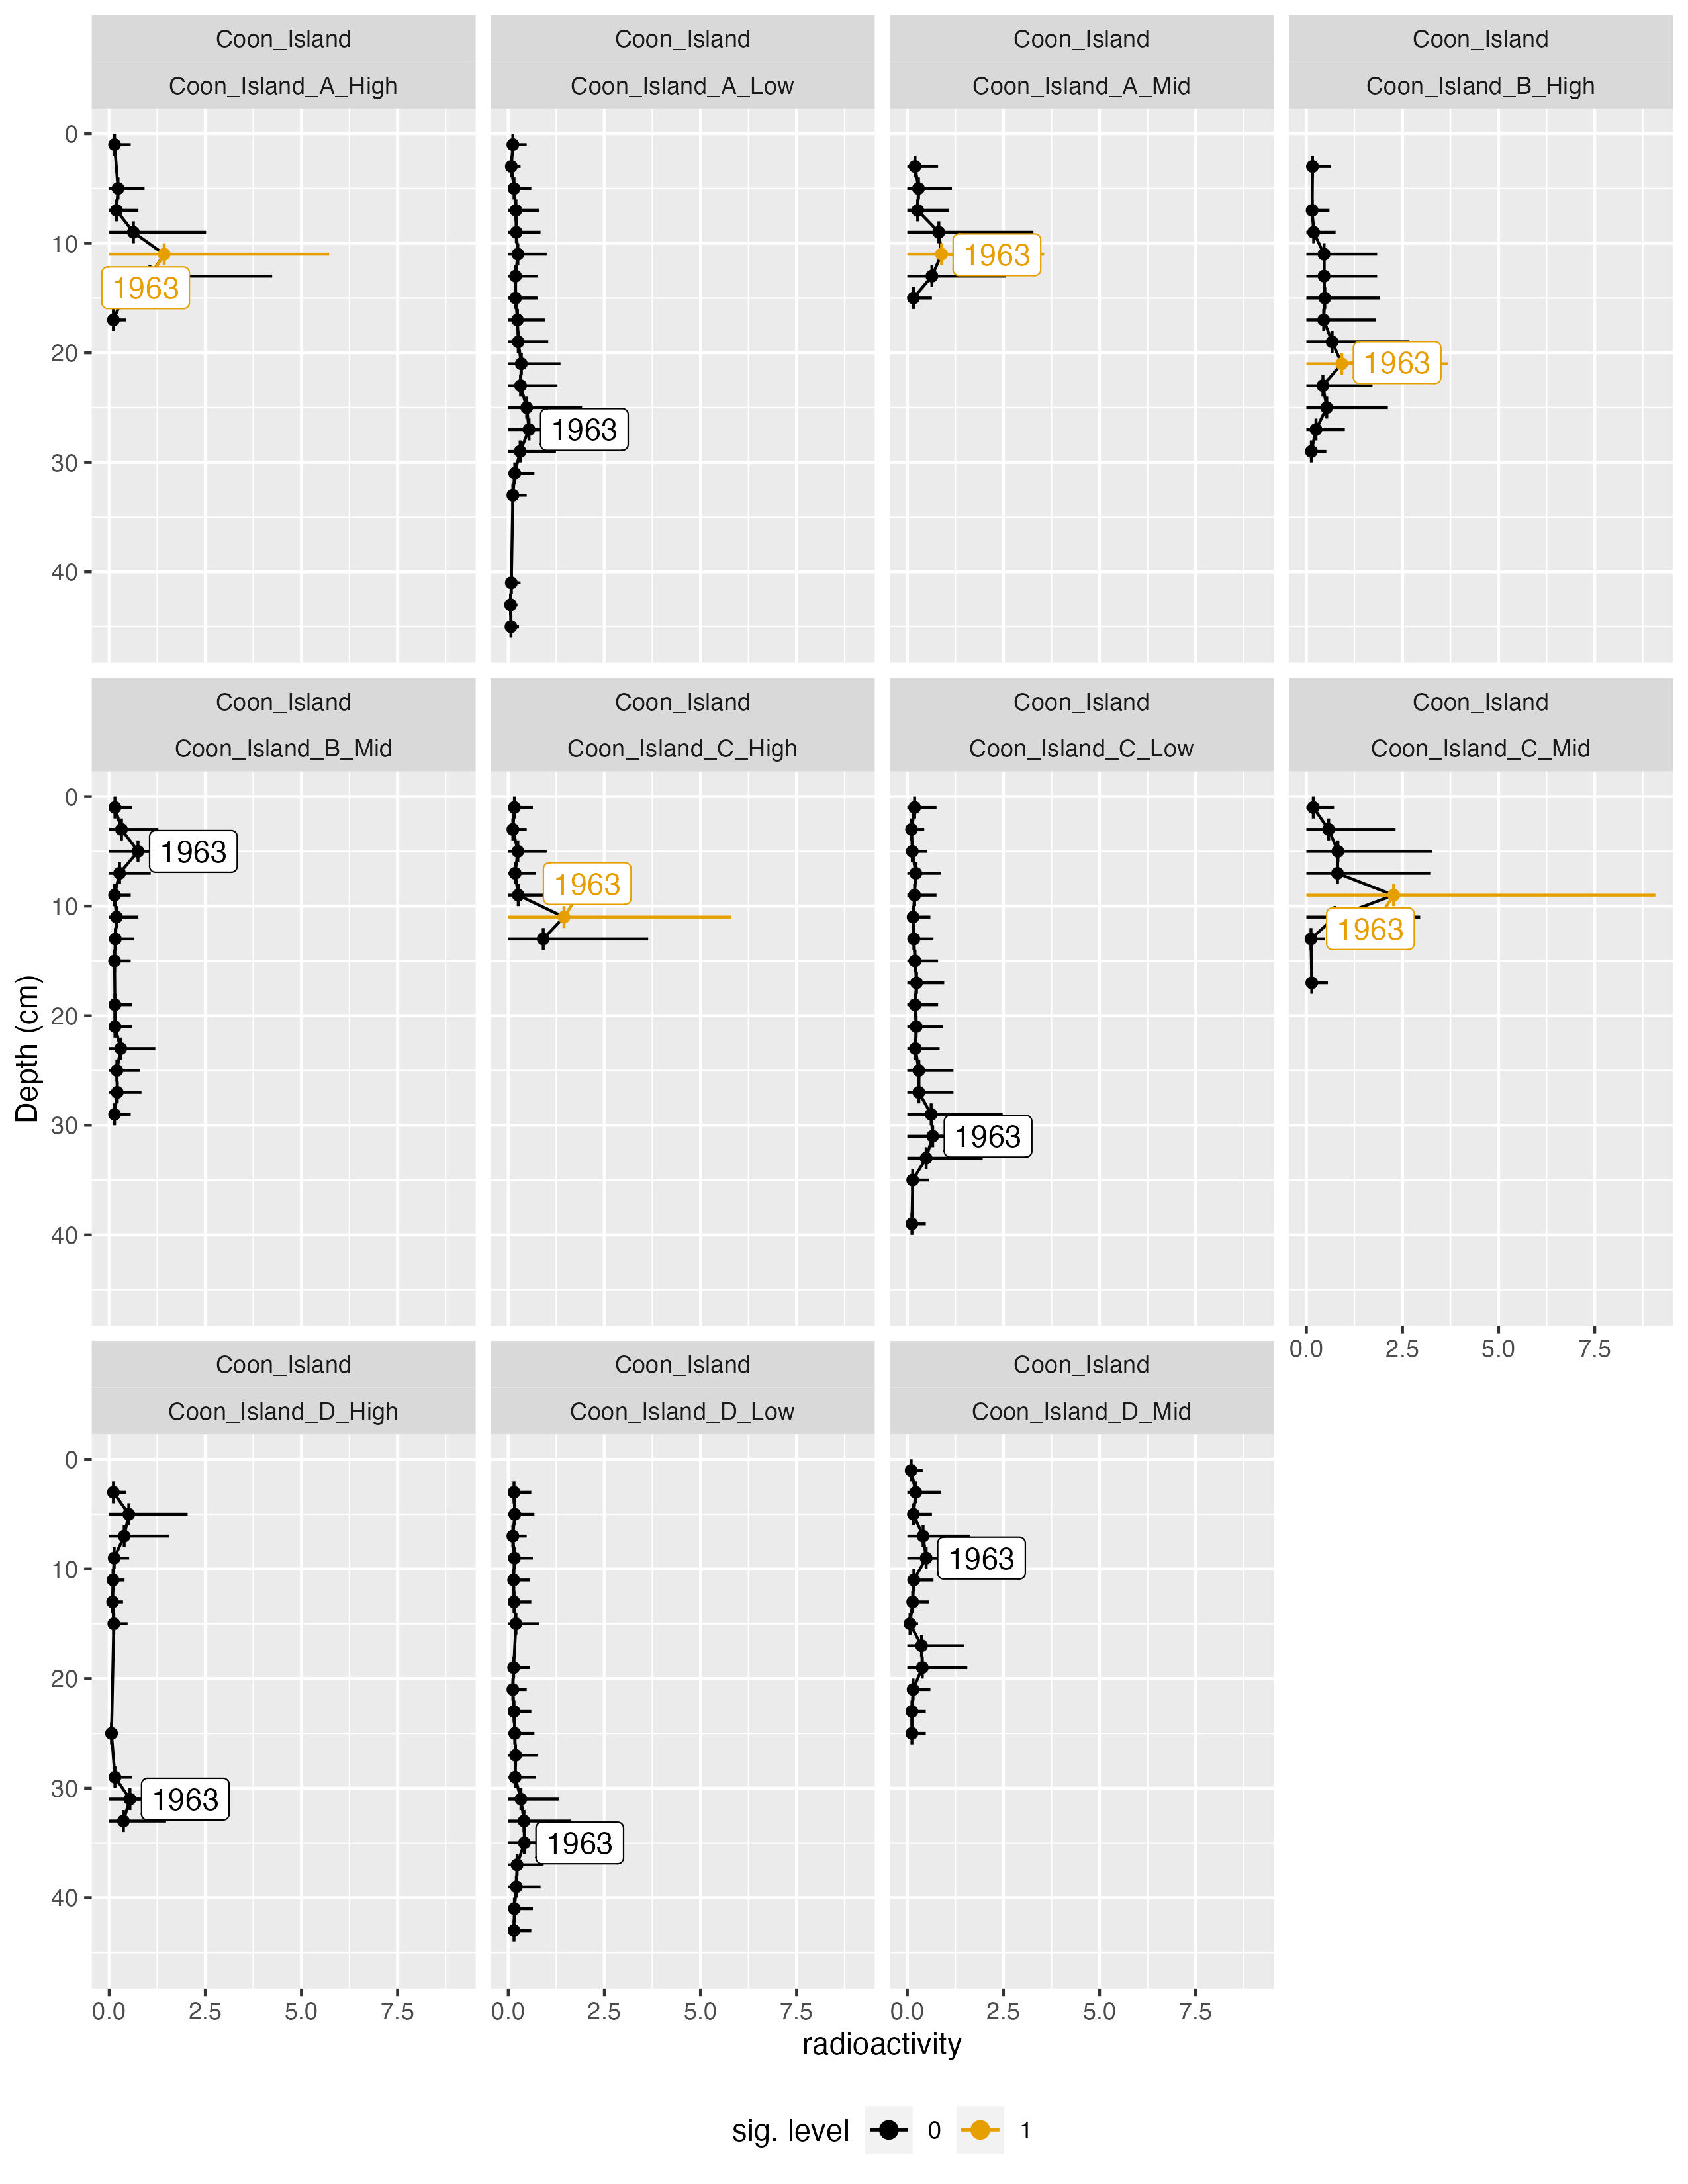 Coon_Island Coon_Island Coon_Island Coon_Island
Coon_Island_A_High Coon_Island_A_Low Coon_Island_A_Mid Coon_Island_B_High
0
10
20
30
40
1963
1963
1963
1963
Coon_Island Coon_Island Coon_Island Coon_Island
Coon_Island_B_Mid Coon_Island_C_High Coon_Island_C_Low Coon_Island_C_Mid
0
10
20
30
40
1963
1963
1963
1963
Depth (cm)
0.0 2.5 5.0 7.5
Coon_Island Coon_Island Coon_Island
Coon_Island_D_High Coon_Island_D_Low Coon_Island_D_Mid
0
10
20
30
40
1963
1963
1963
0.0 2.5 5.0 7.5 0.0 2.5 5.0 7.5 0.0 2.5 5.0 7.5
radioactivity
sig. level 0 1